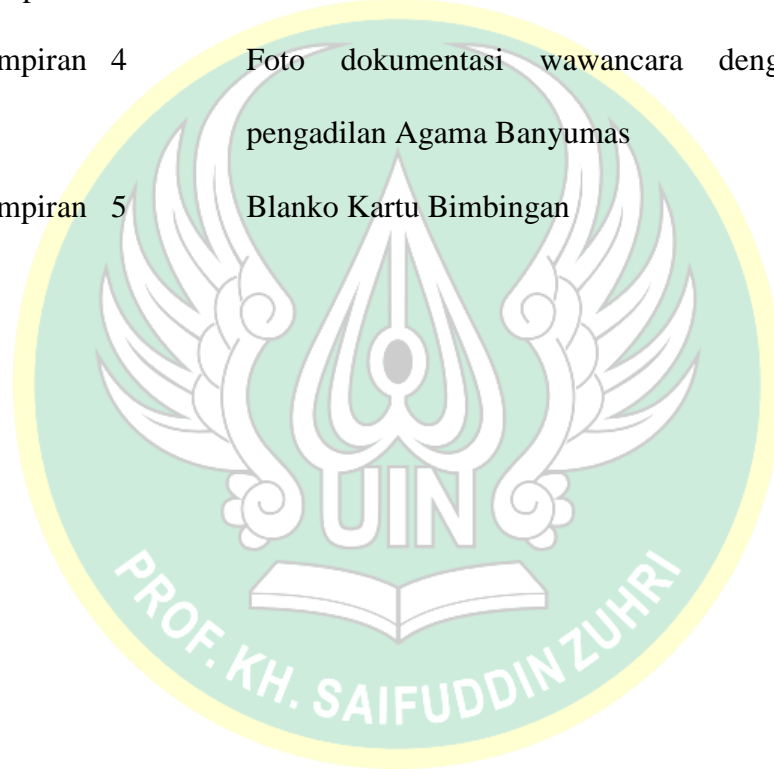 mpiran 4 Foto dokumentasi wawancara deng
pengadilan Agama Banyumas
mpiran 5 Blanko Kartu Bimbingan
UIN
PROF. KH. SAIFUDDIN ZUHRI